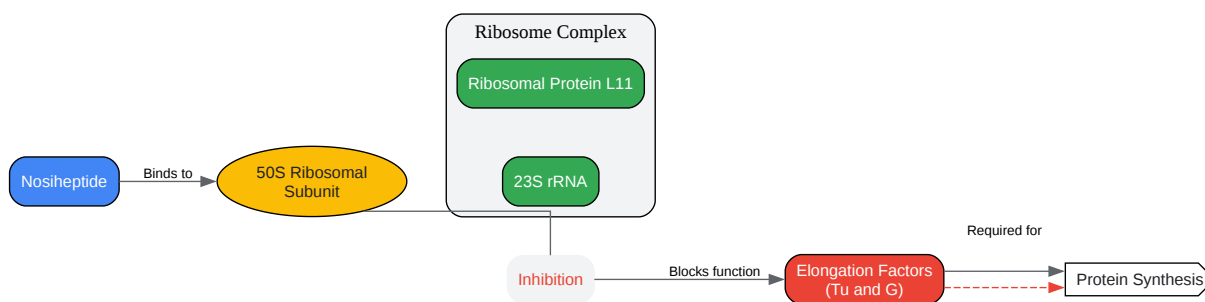 Ribosome Complex
Ribosomal Protein L11
Nosiheptide
Binds to
50S Ribosomal
Subunit
23S rRNA
Inhibition
Blocks function
Elongation Factors
(Tu and G)
Required for
Protein Synthesis